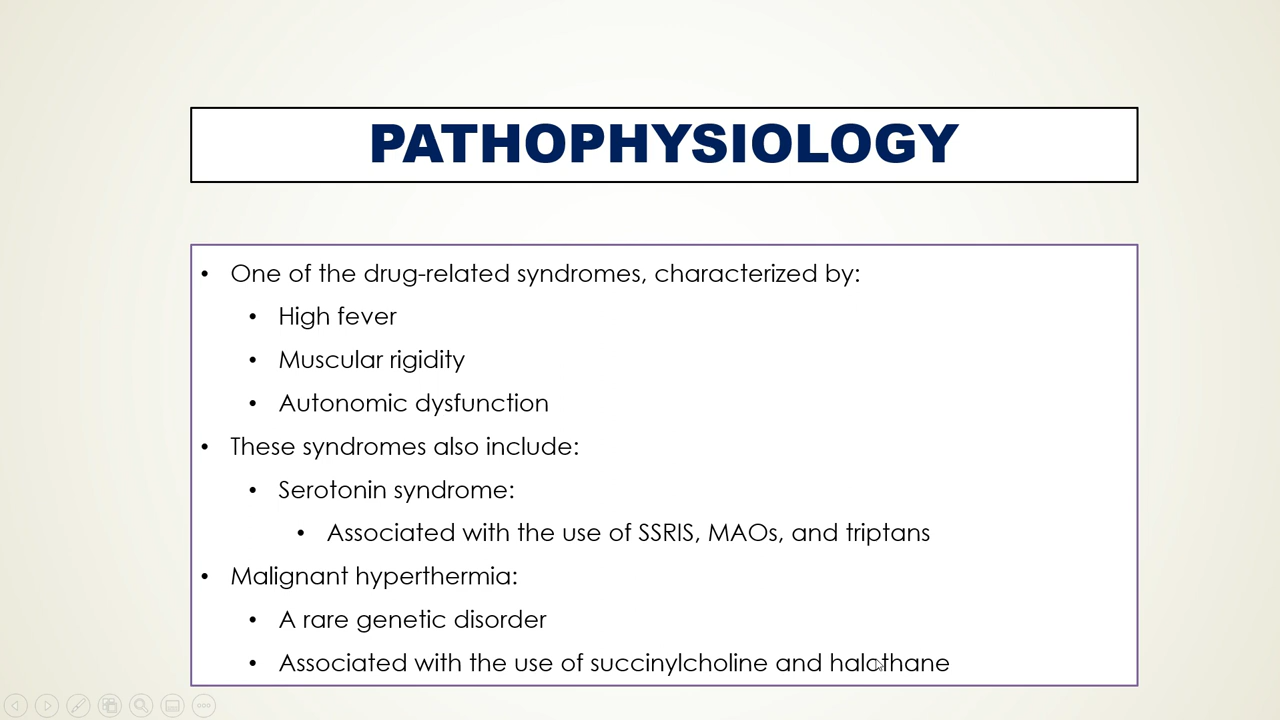 PATHOPHYSIOLOGY
• One of the drug-related syndromes, characterized by:
• High fever
• Muscular rigidity
• Autonomic dysfunction
• These syndromes also include:
• Serotonin syndrome:
• Associated with the use of SSRIS, MAOs, and triptans
• Malignant hyperthermia:
• A rare genetic disorder
• Associated with the use of succinylcholine and halothane